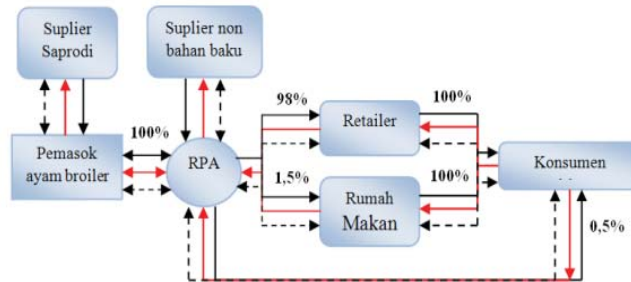 Suplier
Saprodi
Suplier non
bahan baku
98%
100%
Retailer
100%
Pemasok
ayam broiler
RPA
Konsumen
1,5%
100%
Rumah
Makan
0,5%